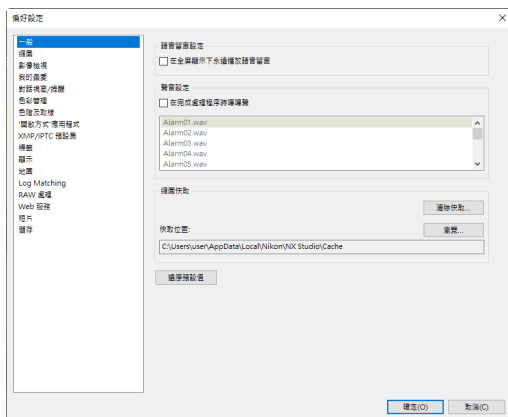 偏好設定
一般
縮圖
影像檢視
我的最愛
對話視窗/提醒
色彩管理
色階及取樣
'開啟方式'應用程式
XMP/IPTC 預設集
標籤
顯示
地圖
Log Matching
RAW 處理
Web 服務
短片
儲存
語音留言設定
在全屏顯示下永遠播放語音留言
聲音設定
在完成處理程序時嗶嗶聲
Alarm01.wav
Alarm02.wav
Alarm03.wav
Alarm04.wav
Alarm05.wav
縮圖快取
清除快取...
快取位置:
瀏覽...
C:\Users\user\AppData\Local\Nikon\NX Studio\Cache
還原預設值
確定(O)
取消(C)